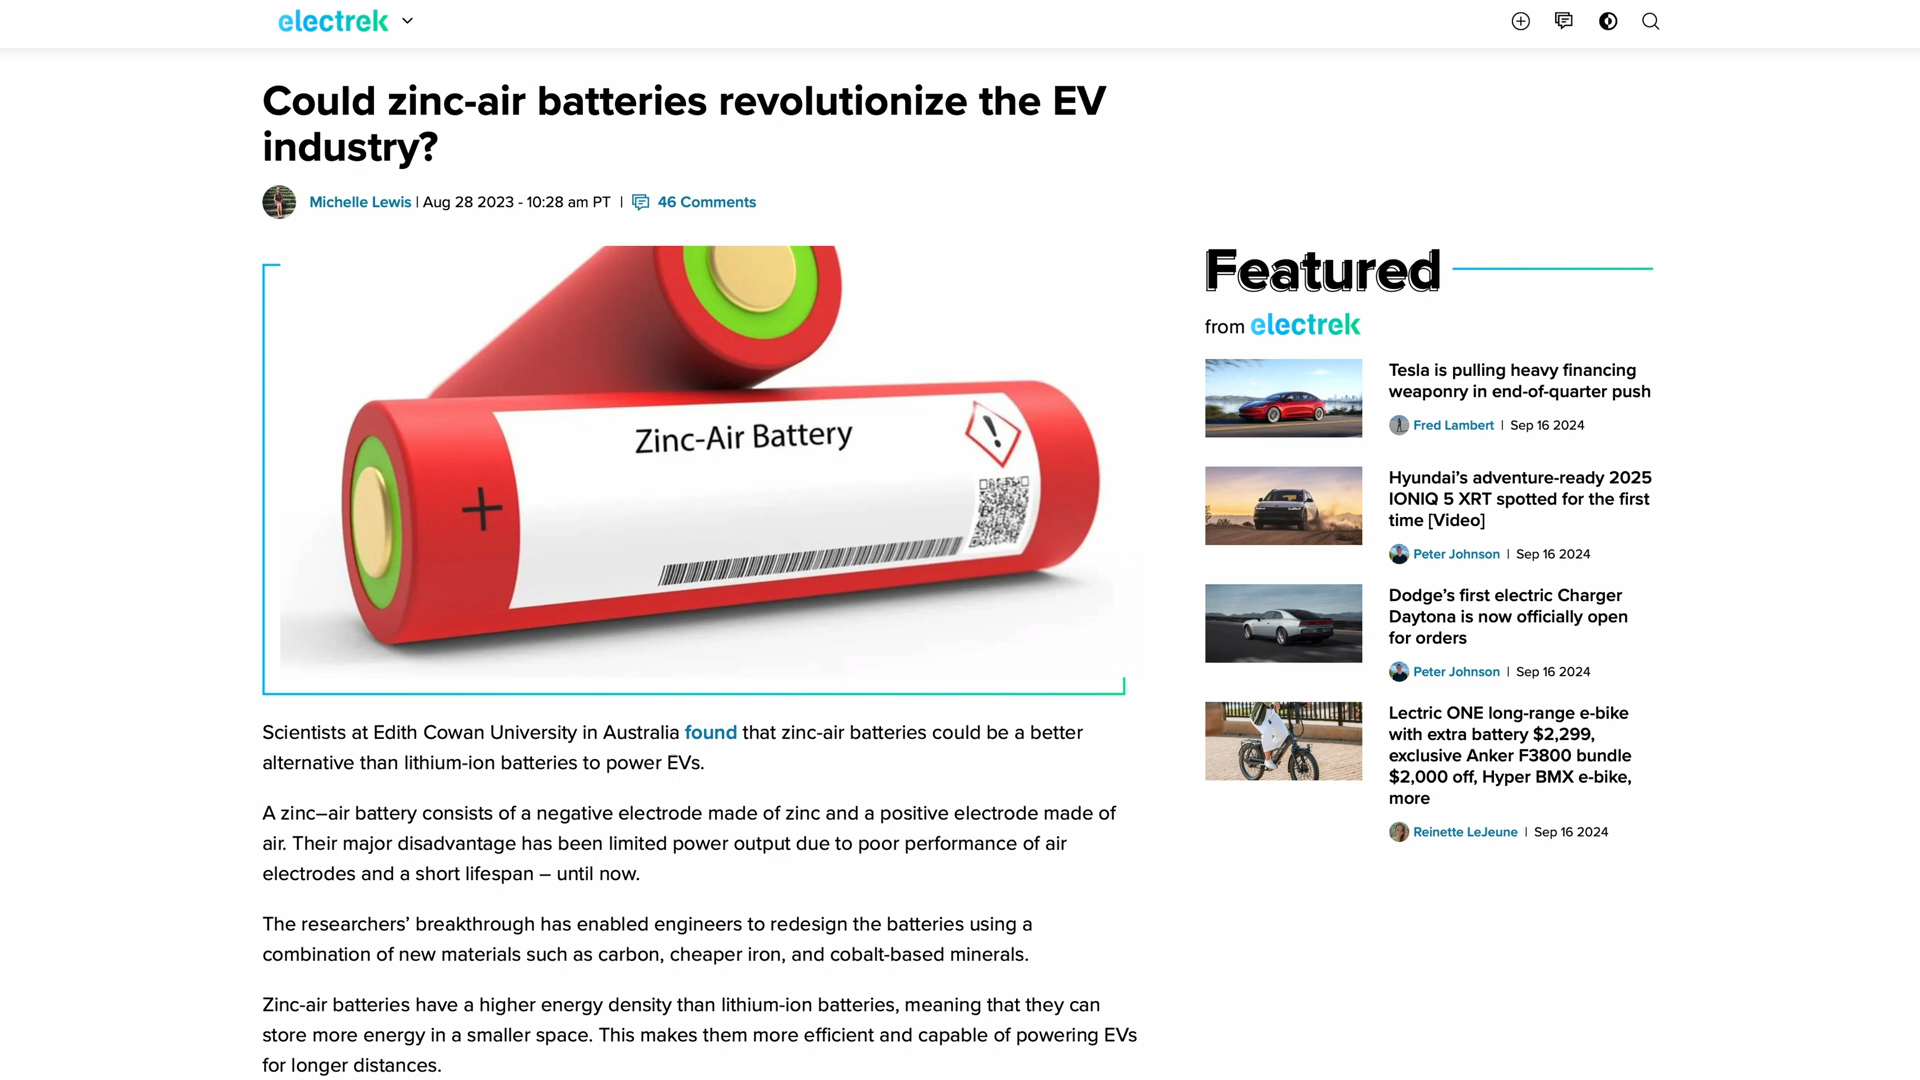 electrek
Could zinc-air batteries revolutionize the EV
industry?
Michelle Lewis | Aug 28 2023 - 10:28 am PT | 46 Comments
Zinc-Air Battery
+
!
Scientists at Edith Cowan University in Australia found that zinc-air batteries could be a better
alternative than lithium-ion batteries to power EVs.
A zinc–air battery consists of a negative electrode made of zinc and a positive electrode made of
air. Their major disadvantage has been limited power output due to poor performance of air
electrodes and a short lifespan – until now.
The researchers’ breakthrough has enabled engineers to redesign the batteries using a
combination of new materials such as carbon, cheaper iron, and cobalt-based minerals.
Zinc-air batteries have a higher energy density than lithium-ion batteries, meaning that they can
store more energy in a smaller space. This makes them more efficient and capable of powering EVs
for longer distances.
Featured
from electrek
Tesla is pulling heavy financing
weaponry in end-of-quarter push
Fred Lambert | Sep 16 2024
Hyundai’s adventure-ready 2025
IONIQ 5 XRT spotted for the first
time [Video]
Peter Johnson | Sep 16 2024
Dodge’s first electric Charger
Daytona is now officially open
for orders
Peter Johnson | Sep 16 2024
Lectric ONE long-range e-bike
with extra battery $2,299,
exclusive Anker F3800 bundle
$2,000 off, Hyper BMX e-bike,
more
Reinette LeJeune | Sep 16 2024